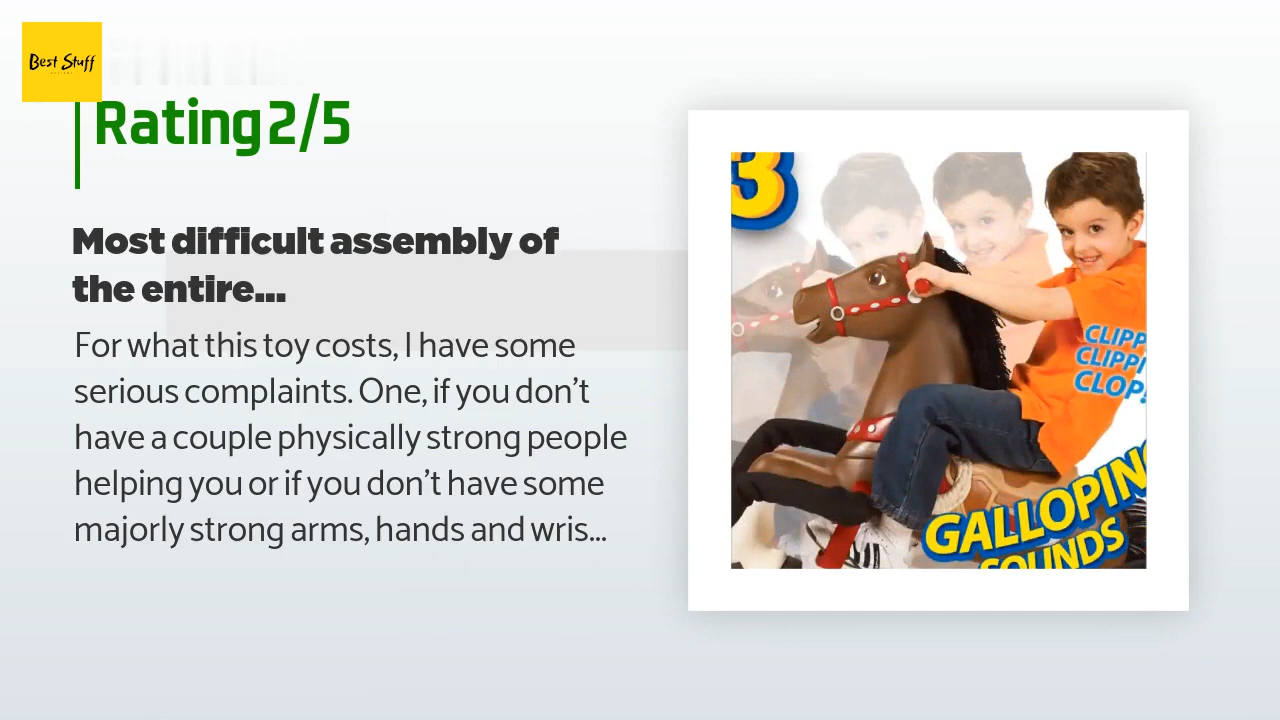 Best Stuff
Rating 2/5
Most difficult assembly of
the entire...
For what this toy costs, I have some
serious complaints. One, if you don't
have a couple physically strong people
helping you or if you don't have some
majorly strong arms, hands and wris...
3
CLIPP
CLIPP
CLOP!
GALLOPING
SOUNDS